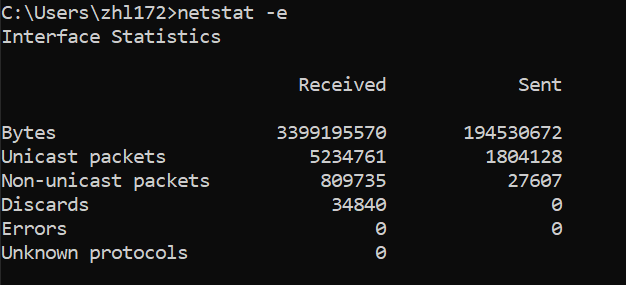 C:\Users\zhl172>netstat -e
Interface Statistics
Received Sent
Bytes 3399195570 194530672
Unicast packets 5234761 1804128
Non-unicast packets 809735 27607
Discards 34840 0
Errors 0 0
Unknown protocols 0